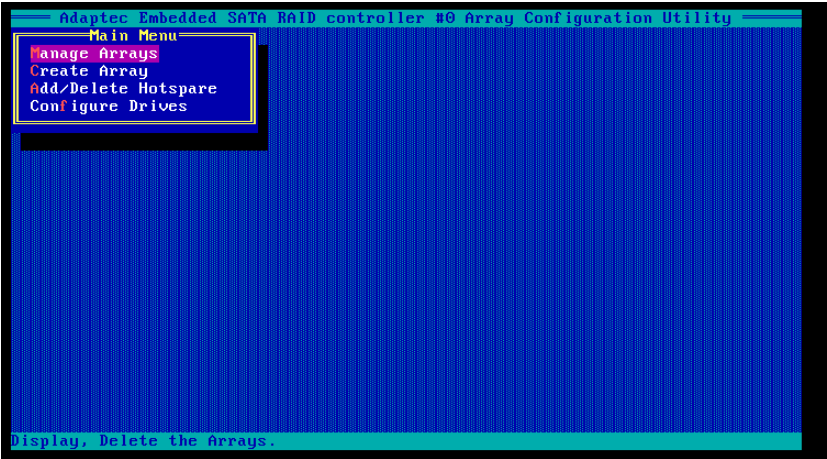 Adaptec Embedded SATA RAID controller #0 Array Configuration Utility
Main Menu
Manage Arrays
Create Array
Add/Delete Hotspare
Configure Drives
Display, Delete the Arrays.